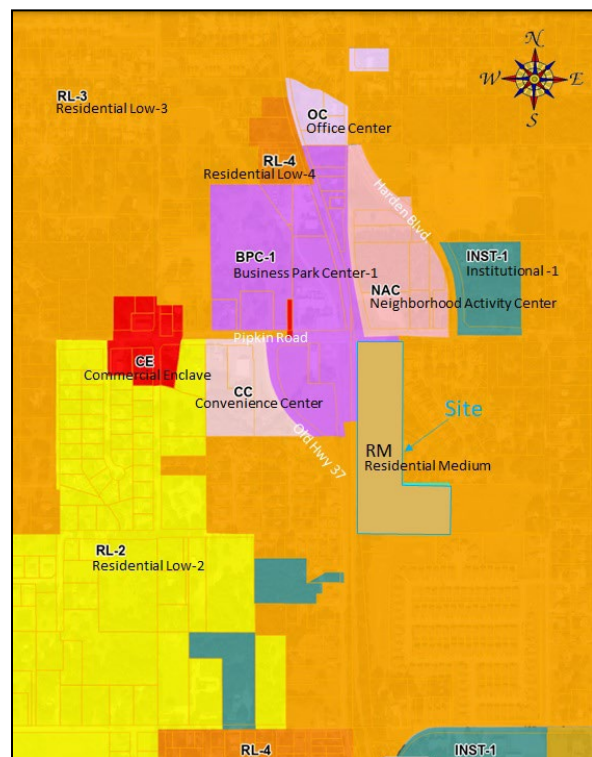 N
W E
S
RL-3
Residential Low-3
OC
Office Center
RL-4
Residential Low-4
Harden Blvd
BPC-1
Business Park Center-1
INST-1
Institutional -1
NAC
Neighborhood Activity Center
Pipkin Road
CE
Commercial Enclave
CC
Convenience Center
Site
Old Hwy 37
RM
Residential Medium
RL-2
Residential Low-2
RL-4
INST-1